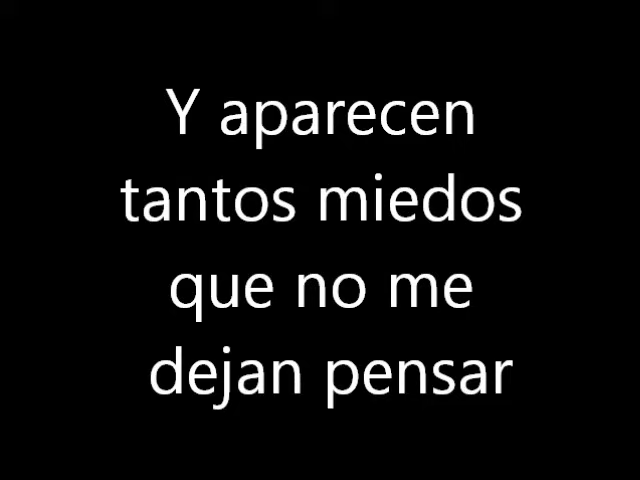 Y aparecen
tantos miedos
que no me
dejan pensar